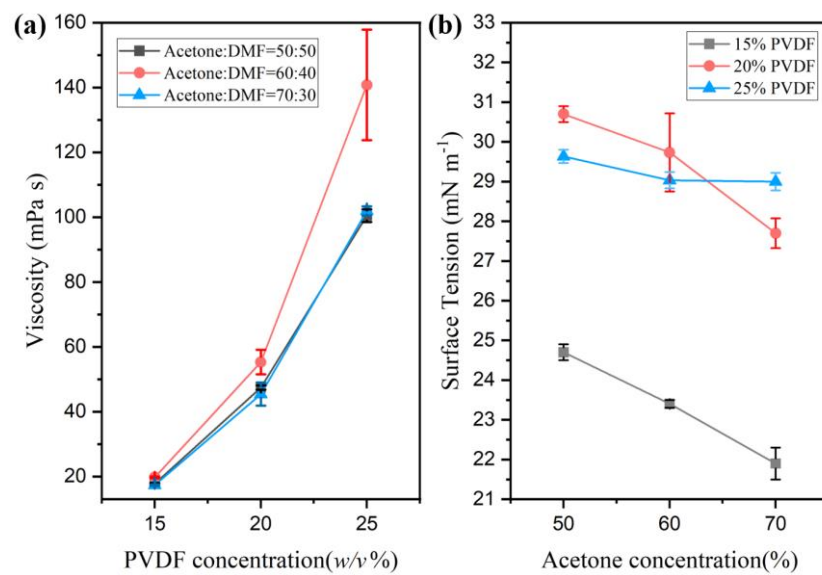 (a)
Acetone:DMF=50:50
Acetone:DMF=60:40
Acetone:DMF=70:30
Viscosity (mPa s)
160
140
120
100
80
60
40
20
15
20
25
PVDF concentration(w/v%)
(b)
15% PVDF
20% PVDF
25% PVDF
Surface Tension (mN m⁻¹)
33
32
31
30
29
28
27
26
25
24
23
22
21
50
60
70
Acetone concentration(%)